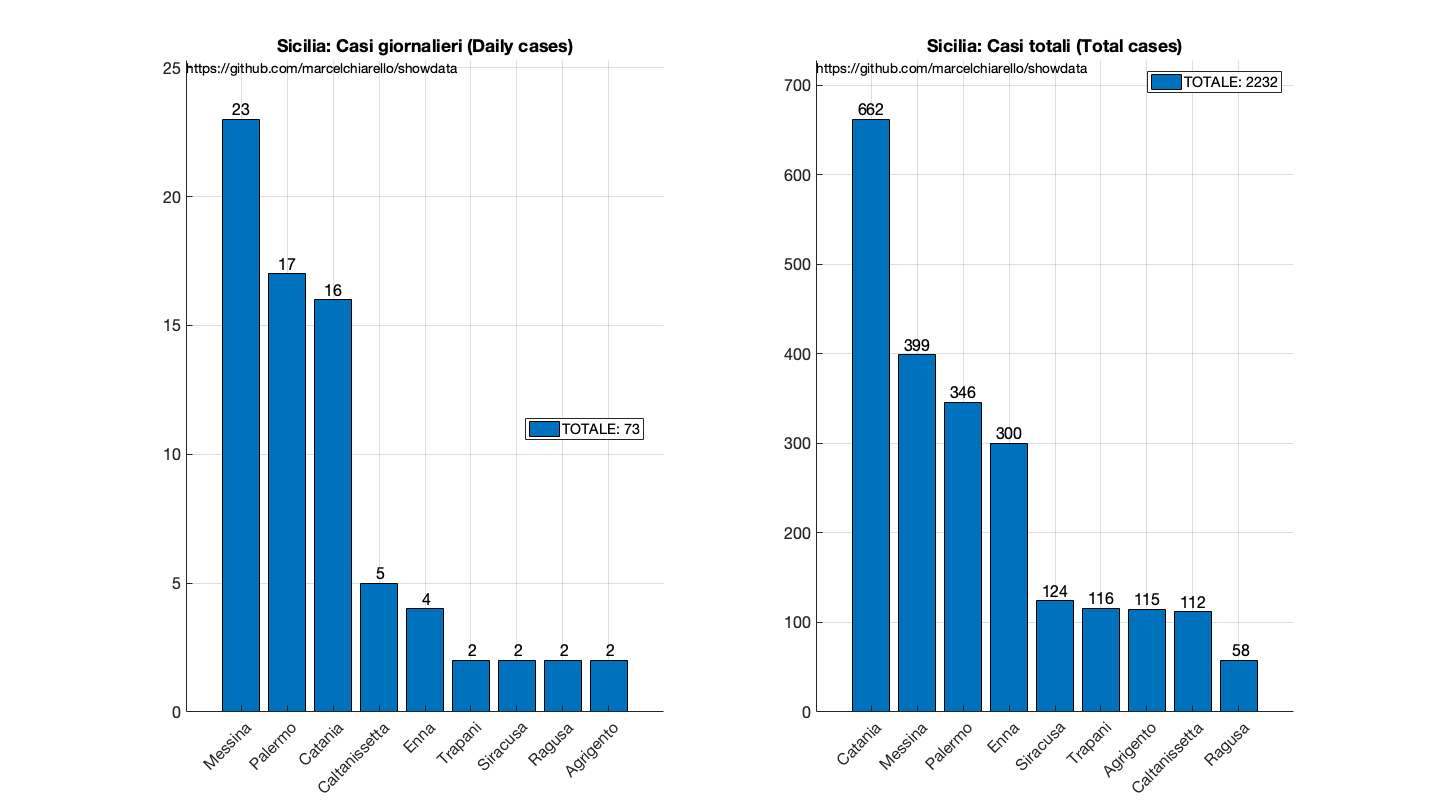 Sicilia: Casi giornalieri (Daily cases)
https://github.com/marcelchiarello/showdata
25
20
15
10
5
0
23
17
16
5
4
2
2
2
2
TOTALE: 73
Messina
Palermo
Catania
Caltanissetta
Enna
Trapani
Siracusa
Ragusa
Agrigento
Sicilia: Casi totali (Total cases)
https://github.com/marcelchiarello/showdata
TOTALE: 2232
700
600
500
400
300
200
100
0
662
399
346
300
124
116
115
112
58
Catania
Messina
Palermo
Enna
Siracusa
Trapani
Agrigento
Caltanissetta
Ragusa